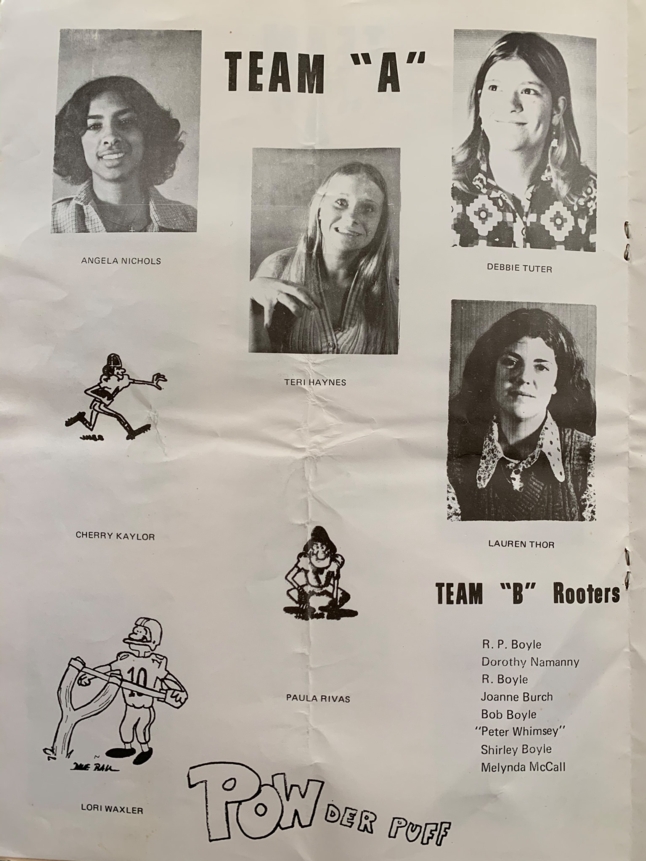 TEAM "A"
ANGELA NICHOLS
DEBBIE TUTER
TERI HAYNES
CHERRY KAYLOR
LAUREN THOR
TEAM "B" Rooters
R. P. Boyle
Dorothy Namanny
R. Boyle
Joanne Burch
Bob Boyle
"Peter Whimsey"
Shirley Boyle
Melynda McCall
10
PAULA RIVAS
LORI WAXLER
POWDER PUFF